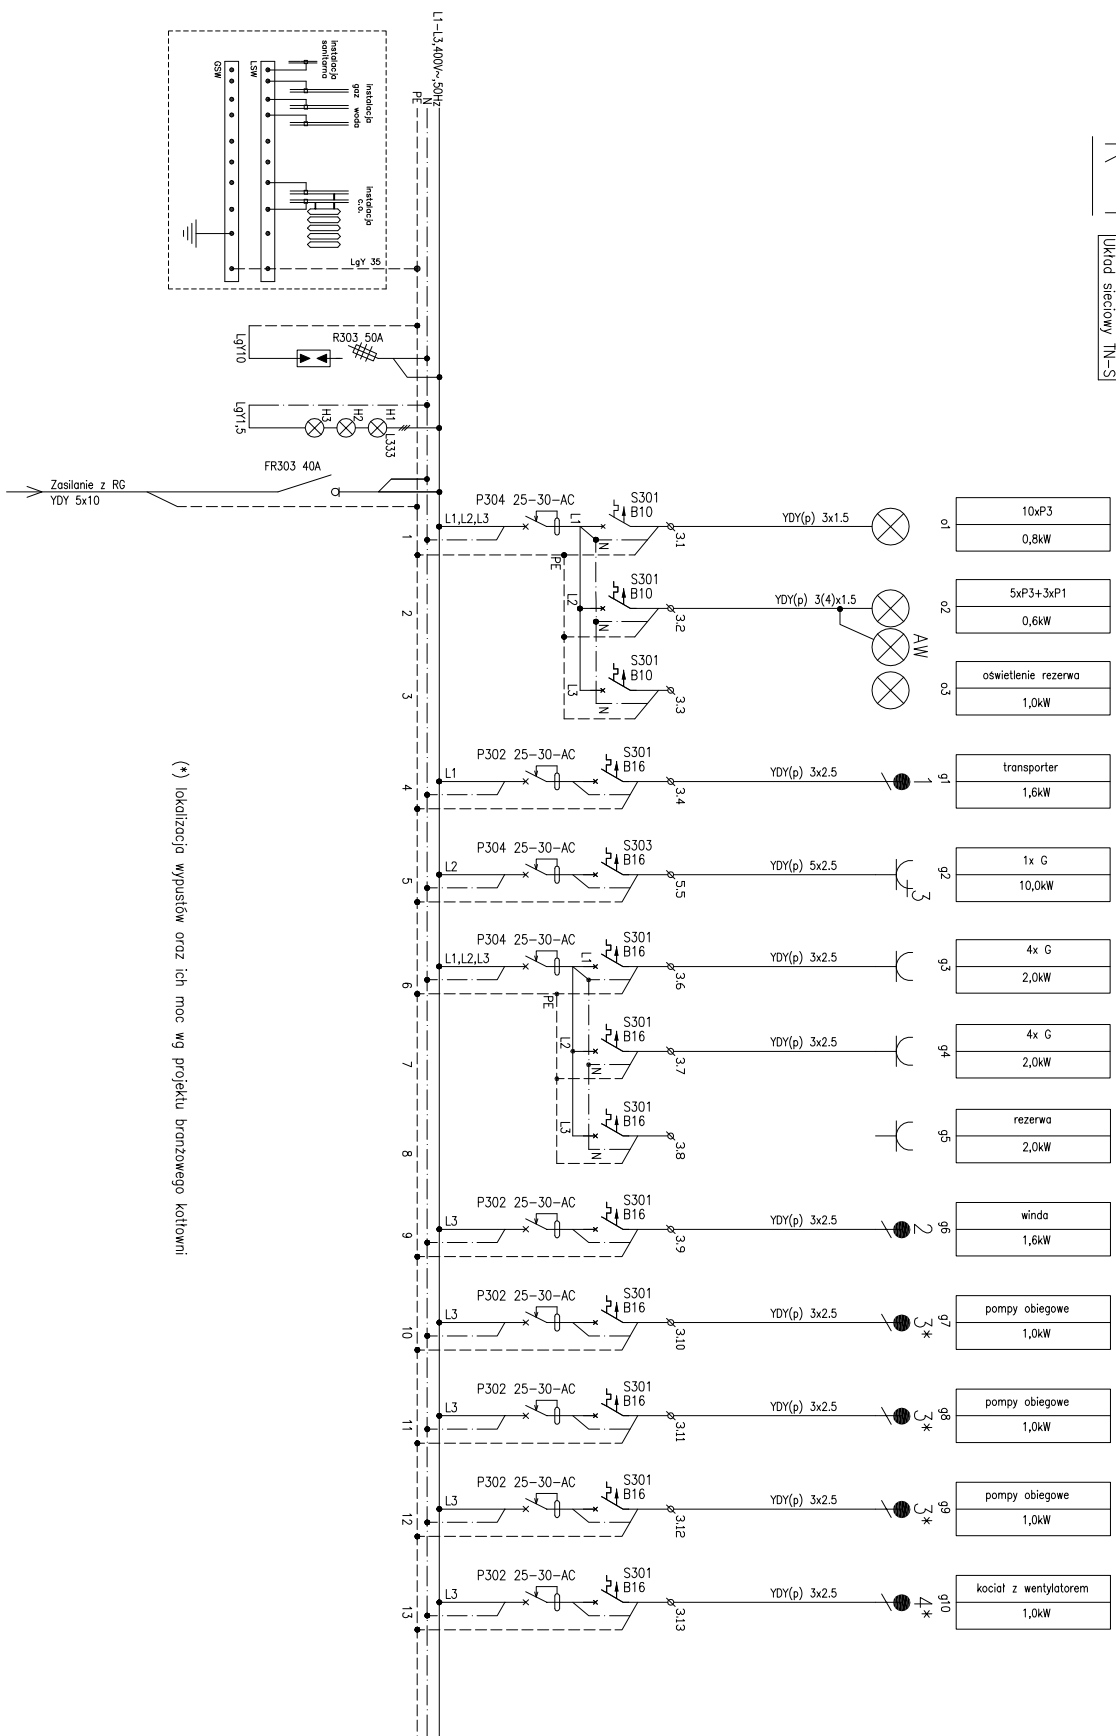 Układ sieciowy TN-S
L1-L3,400V~,50Hz
N
PE
instalacja
sanitarna
instalacja
gaz woda
instalacja
c.o.
LSW
GSW
LgY 35
R303 50A
LgY10
H1
H2
H3
L333
LgY1,5
FR303 40A
Zasilanie z RG
YDY 5x10
L1,L2,L3
1
P304 25-30-AC
L1
N
PE
S301
B10
3.1
YDY(p) 3x1.5
o1
10xP3
0,8kW
2
L2
N
S301
B10
3.2
YDY(p) 3(4)x1.5
AW
o2
5xP3+3xP1
0,6kW
3
L3
N
S301
B10
3.3
o3
oświetlenie rezerwa
1,0kW
L1
4
P302 25-30-AC
S301
B16
3.4
YDY(p) 3x2.5
1
g1
transporter
1,6kW
L2
5
P304 25-30-AC
S303
B16
5.5
YDY(p) 5x2.5
3
g2
1x G
10,0kW
L1,L2,L3
6
P304 25-30-AC
L1
PE
S301
B16
3.6
YDY(p) 3x2.5
g3
4x G
2,0kW
7
L2
N
S301
B16
3.7
YDY(p) 3x2.5
g4
4x G
2,0kW
8
L3
N
S301
B16
3.8
g5
rezerwa
2,0kW
L3
9
P302 25-30-AC
S301
B16
3.9
YDY(p) 3x2.5
2
g6
winda
1,6kW
L3
10
P302 25-30-AC
S301
B16
3.10
YDY(p) 3x2.5
3*
g7
pompy obiegowe
1,0kW
L3
11
P302 25-30-AC
S301
B16
3.11
YDY(p) 3x2.5
3*
g8
pompy obiegowe
1,0kW
L3
12
P302 25-30-AC
S301
B16
3.12
YDY(p) 3x2.5
3*
g9
pompy obiegowe
1,0kW
L3
13
P302 25-30-AC
S301
B16
3.13
YDY(p) 3x2.5
4*
g10
kocioł z wentylatorem
1,0kW
(*) lokalizacja wypustów oraz ich moc wg projektu branżowego kotłowni